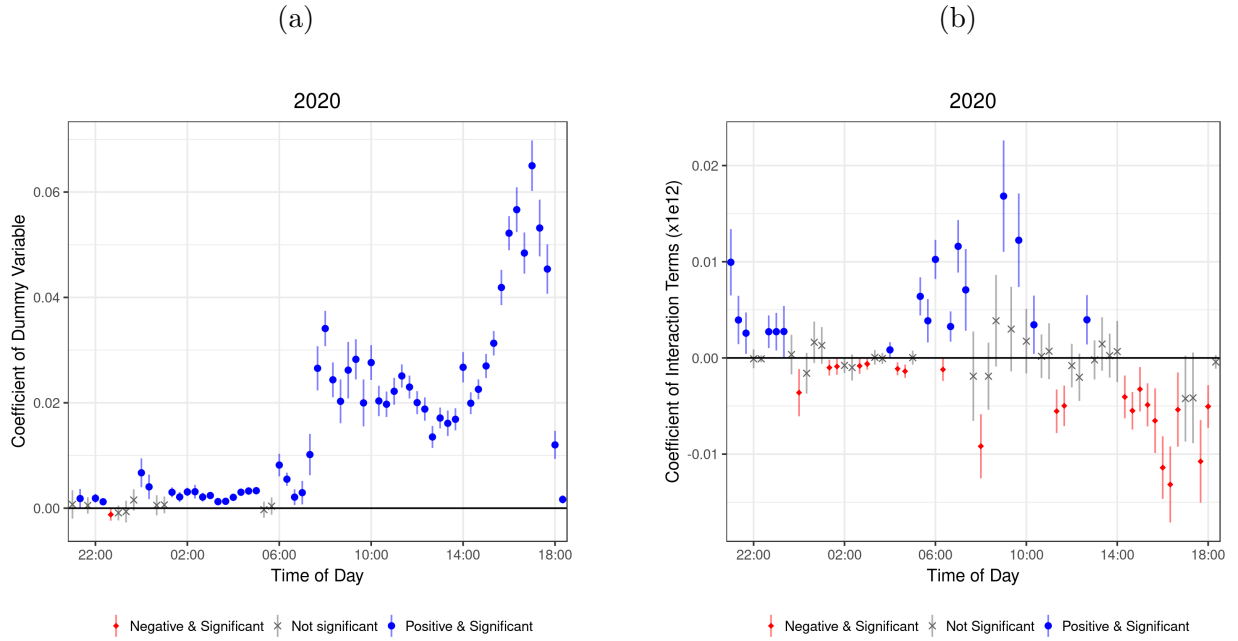 (a)
2020
Coefficient of Dummy Variable
0.06
0.04
0.02
0.00
22:00 02:00 06:00 10:00 14:00 18:00
Time of Day
Negative & Significant Not significant Positive & Significant
(b)
2020
Coefficient of Interaction Terms (x1e12)
0.02
0.01
0.00
-0.01
22:00 02:00 06:00 10:00 14:00 18:00
Time of Day
Negative & Significant Not Significant Positive & Significant